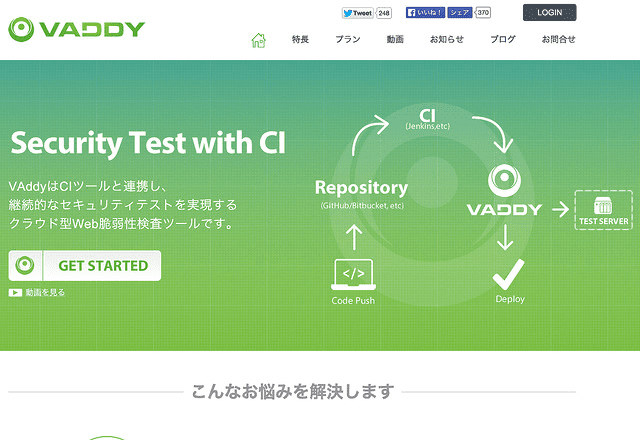 VADDY
Tweet 248
いいね！ シェア 370
LOGIN
特長 プラン 動画 お知らせ ブログ お問合せ
Security Test with CI
VAddyはCIツールと連携し、
継続的なセキュリティテストを実現する
クラウド型Web脆弱性検査ツールです。
GET STARTED
動画を見る
CI
(Jenkins,etc)
Repository
(GitHub/Bitbucket, etc)
VADDY
TEST SERVER
</>
Code Push
Deploy
こんなお悩みを解決します